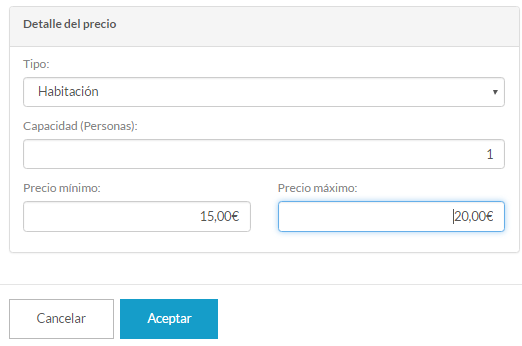 Detalle del precio
Tipo:
Habitación
Capacidad (Personas):
1
Precio mínimo: Precio máximo:
15,00€ 20,00€
Cancelar Aceptar